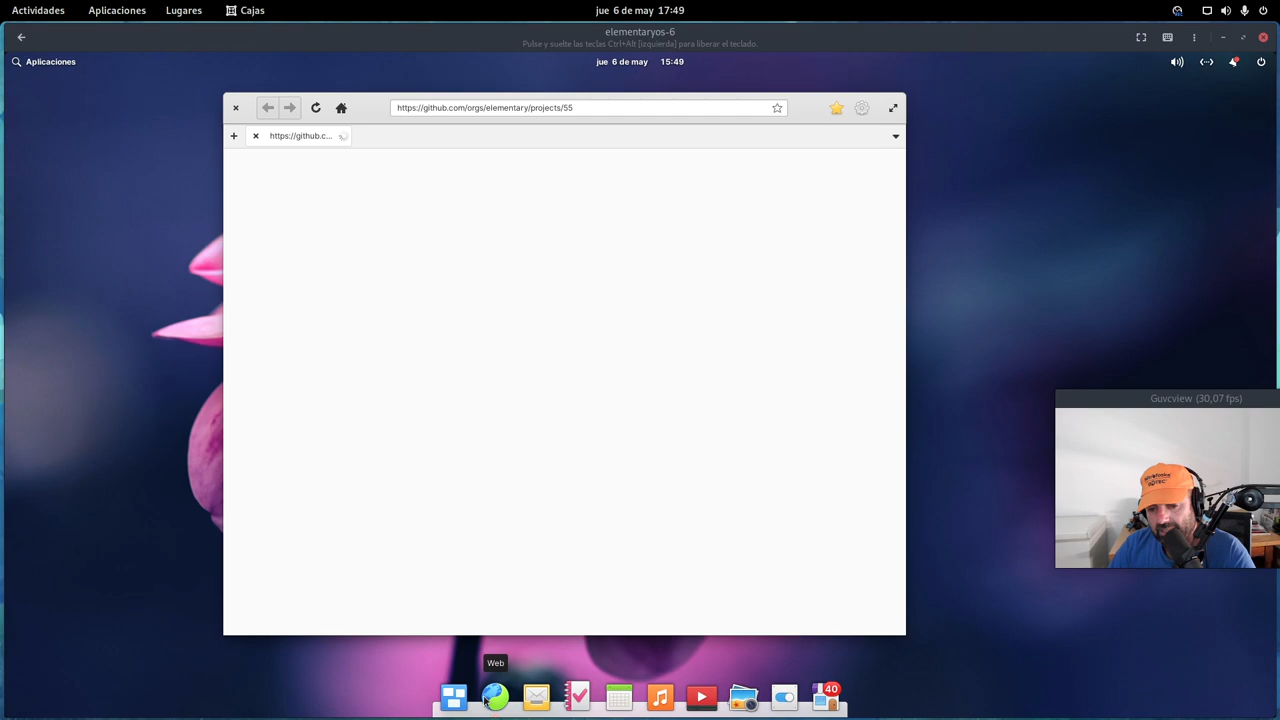 Actividades Aplicaciones Lugares Cajas jue 6 de may 17:49
elementaryos-6
Pulse y suelte las teclas Ctrl+Alt [izquierda] para liberar el teclado.
Aplicaciones jue 6 de may 15:49
https://github.com/orgs/elementary/projects/55
https://github.c...
Guvcview (30,07 fps)
Web
40